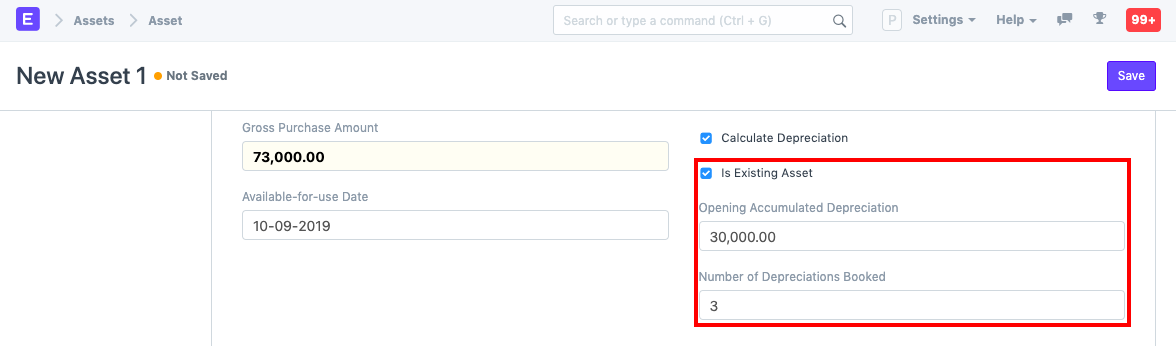 E
Assets
Asset
Search or type a command (Ctrl + G)
P
Settings
Help
99+
New Asset 1
Not Saved
Save
Gross Purchase Amount
73,000.00
Available-for-use Date
10-09-2019
Calculate Depreciation
Is Existing Asset
Opening Accumulated Depreciation
30,000.00
Number of Depreciations Booked
3